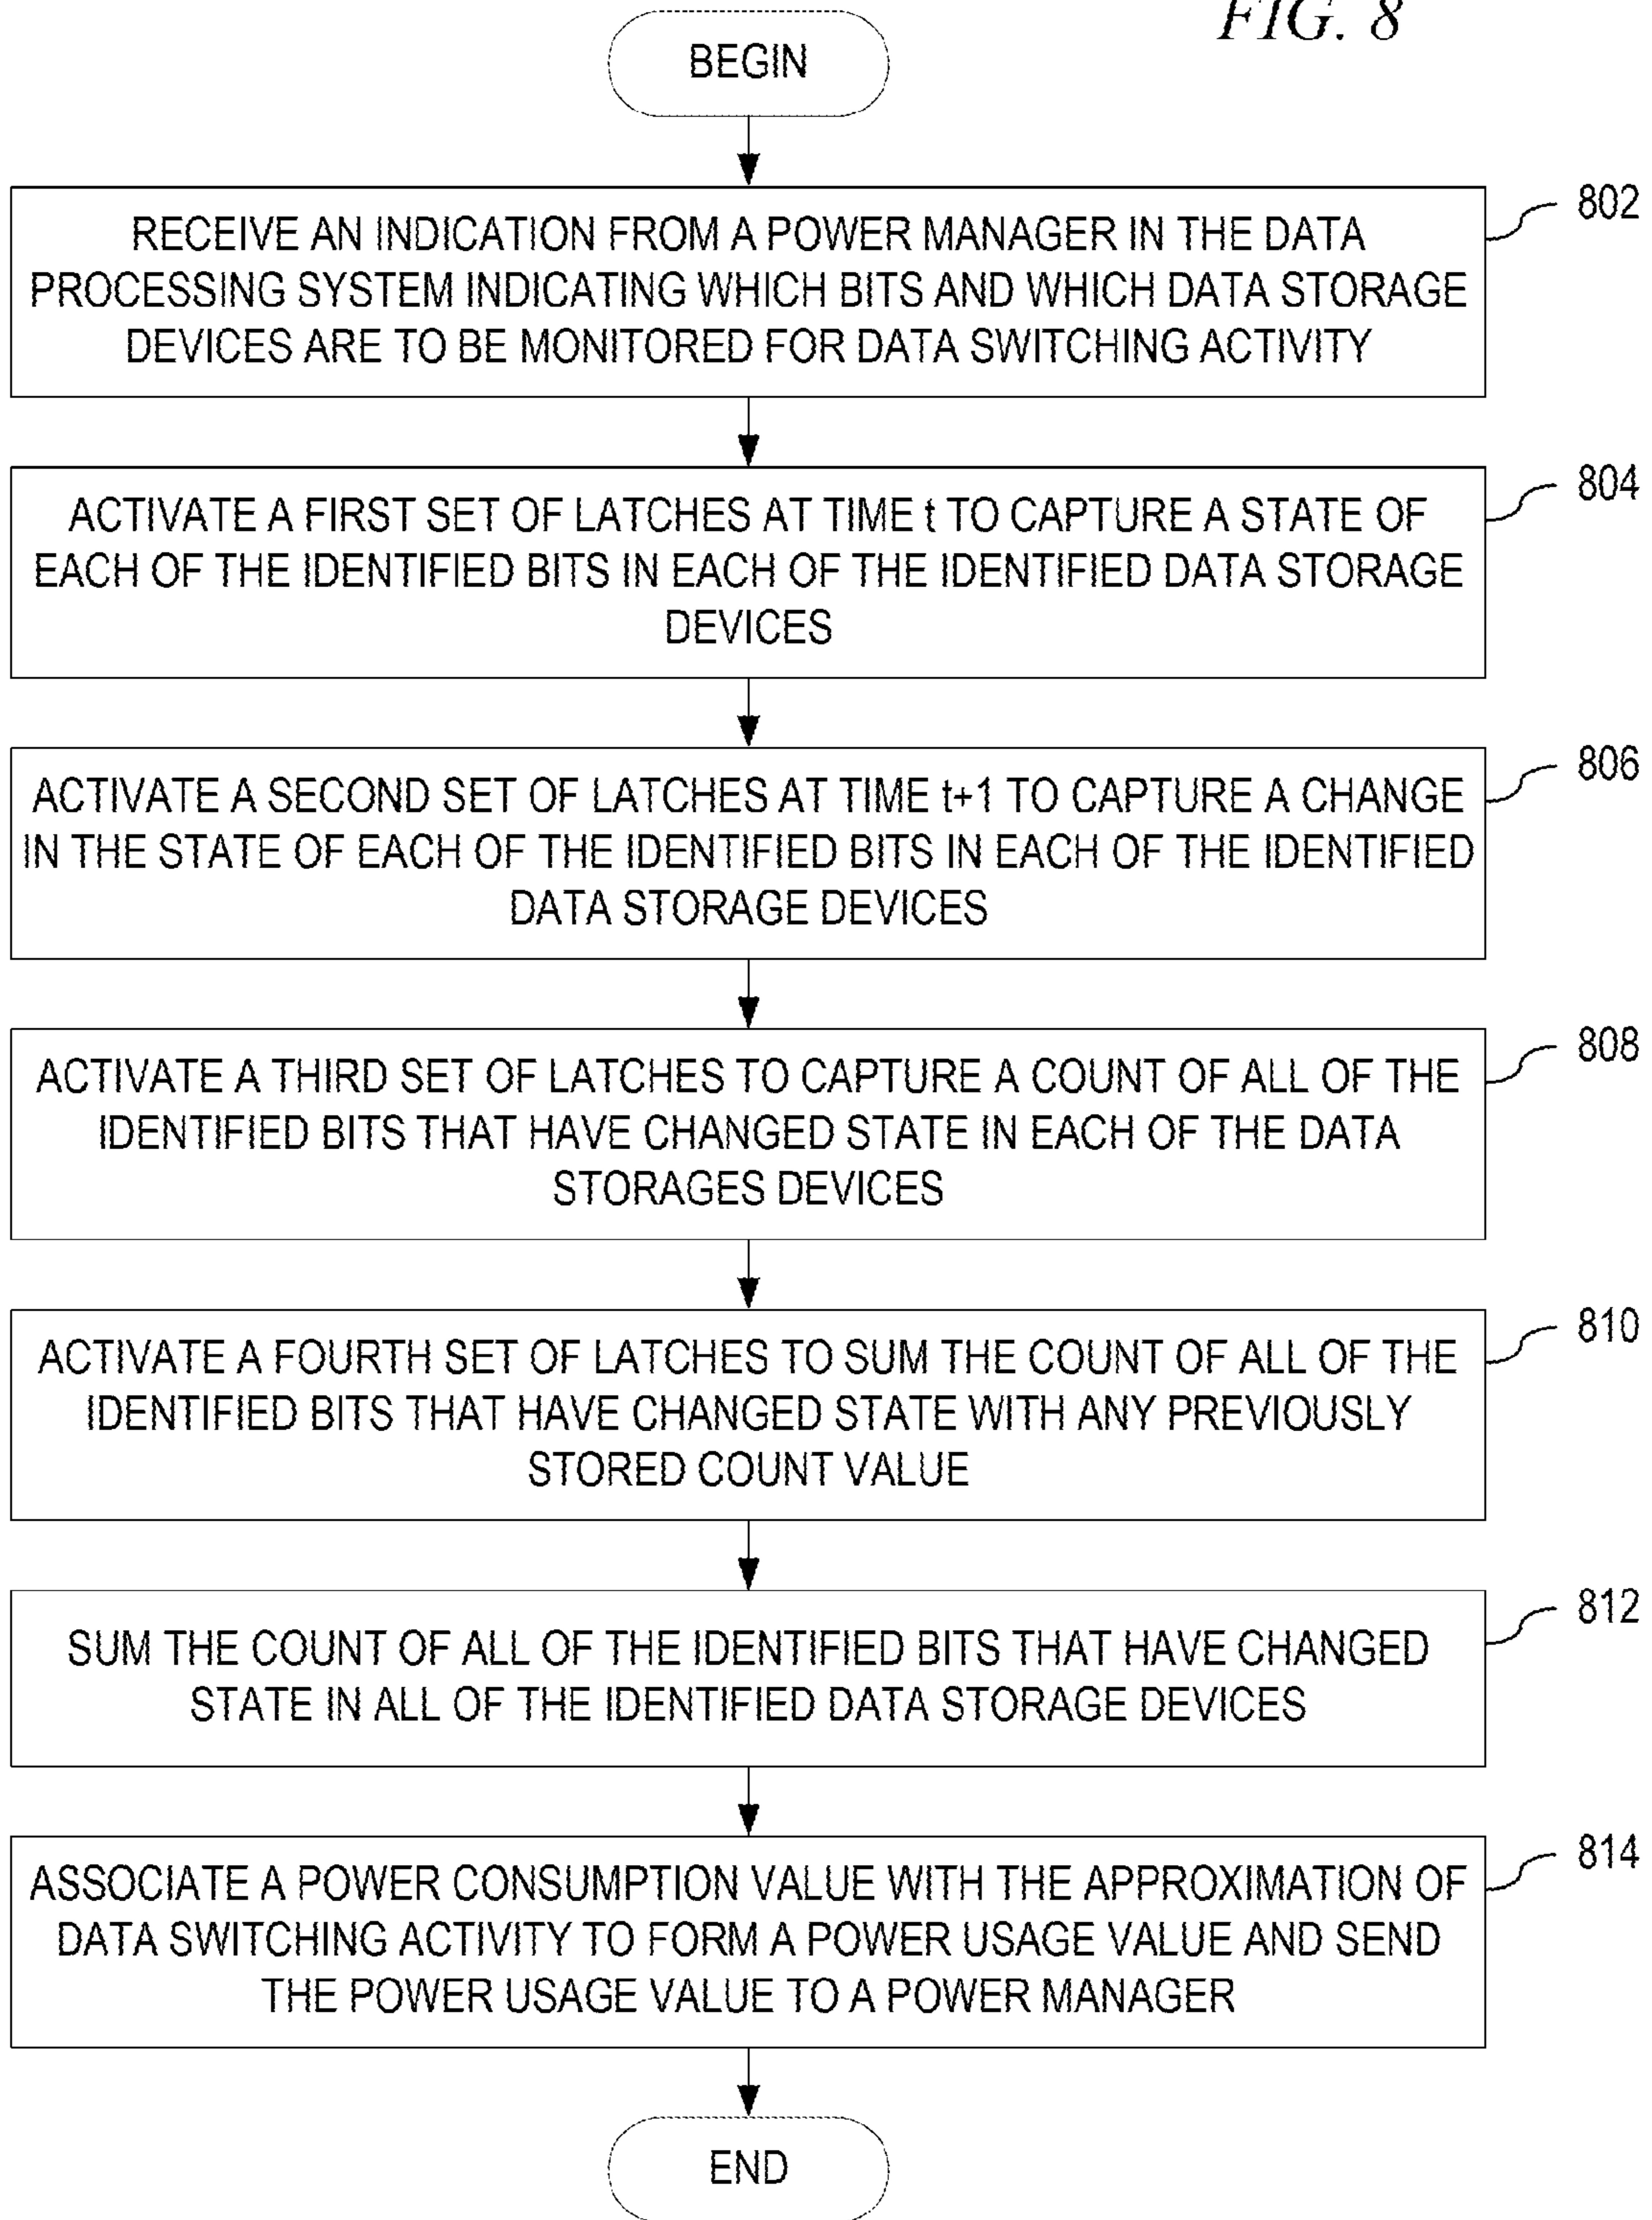 FIG. 8
BEGIN
802
RECEIVE AN INDICATION FROM A POWER MANAGER IN THE DATA
PROCESSING SYSTEM INDICATING WHICH BITS AND WHICH DATA STORAGE
DEVICES ARE TO BE MONITORED FOR DATA SWITCHING ACTIVITY
804
ACTIVATE A FIRST SET OF LATCHES AT TIME t TO CAPTURE A STATE OF
EACH OF THE IDENTIFIED BITS IN EACH OF THE IDENTIFIED DATA STORAGE
DEVICES
806
ACTIVATE A SECOND SET OF LATCHES AT TIME t+1 TO CAPTURE A CHANGE
IN THE STATE OF EACH OF THE IDENTIFIED BITS IN EACH OF THE IDENTIFIED
DATA STORAGE DEVICES
808
ACTIVATE A THIRD SET OF LATCHES TO CAPTURE A COUNT OF ALL OF THE
IDENTIFIED BITS THAT HAVE CHANGED STATE IN EACH OF THE DATA
STORAGES DEVICES
810
ACTIVATE A FOURTH SET OF LATCHES TO SUM THE COUNT OF ALL OF THE
IDENTIFIED BITS THAT HAVE CHANGED STATE WITH ANY PREVIOUSLY
STORED COUNT VALUE
812
SUM THE COUNT OF ALL OF THE IDENTIFIED BITS THAT HAVE CHANGED
STATE IN ALL OF THE IDENTIFIED DATA STORAGE DEVICES
814
ASSOCIATE A POWER CONSUMPTION VALUE WITH THE APPROXIMATION OF
DATA SWITCHING ACTIVITY TO FORM A POWER USAGE VALUE AND SEND
THE POWER USAGE VALUE TO A POWER MANAGER
END